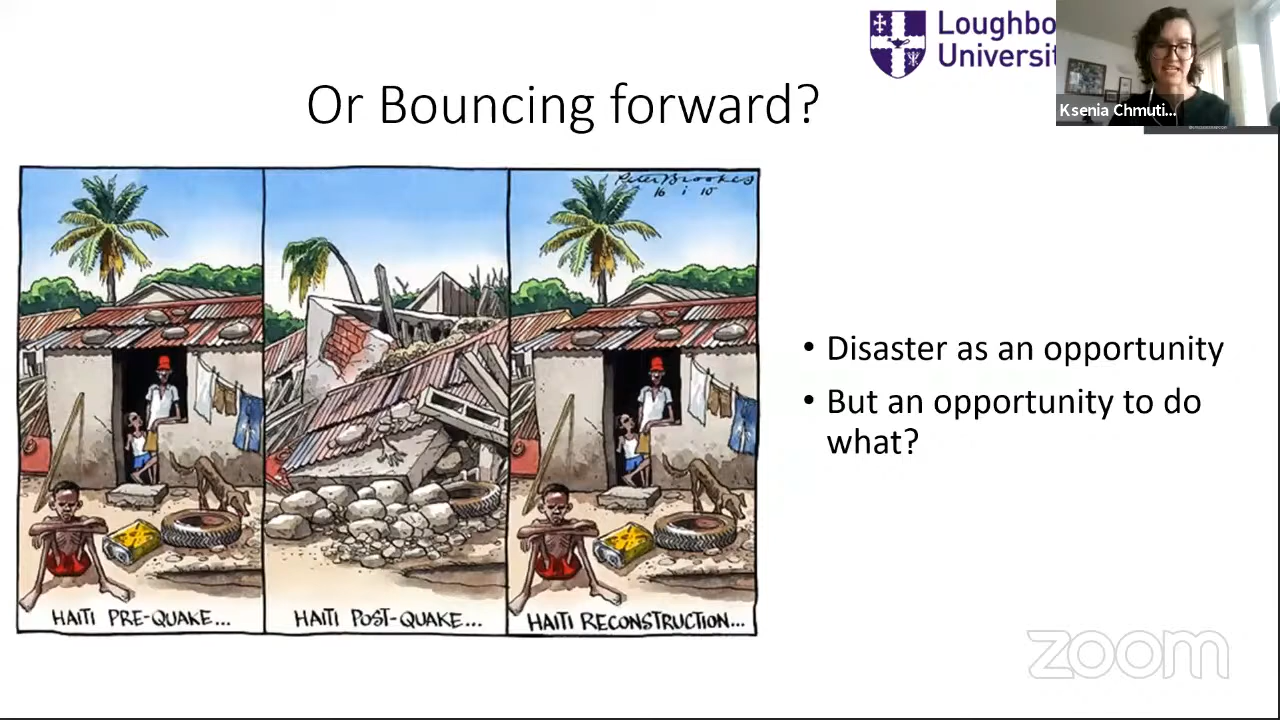 Loughbo
Universit
Ksenia Chmuti...
Or Bouncing forward?
Peter Brookes
16 i 10
HAITI PRE-QUAKE...
HAITI POST-QUAKE...
HAITI RECONSTRUCTION...
• Disaster as an opportunity
• But an opportunity to do
what?
zoom